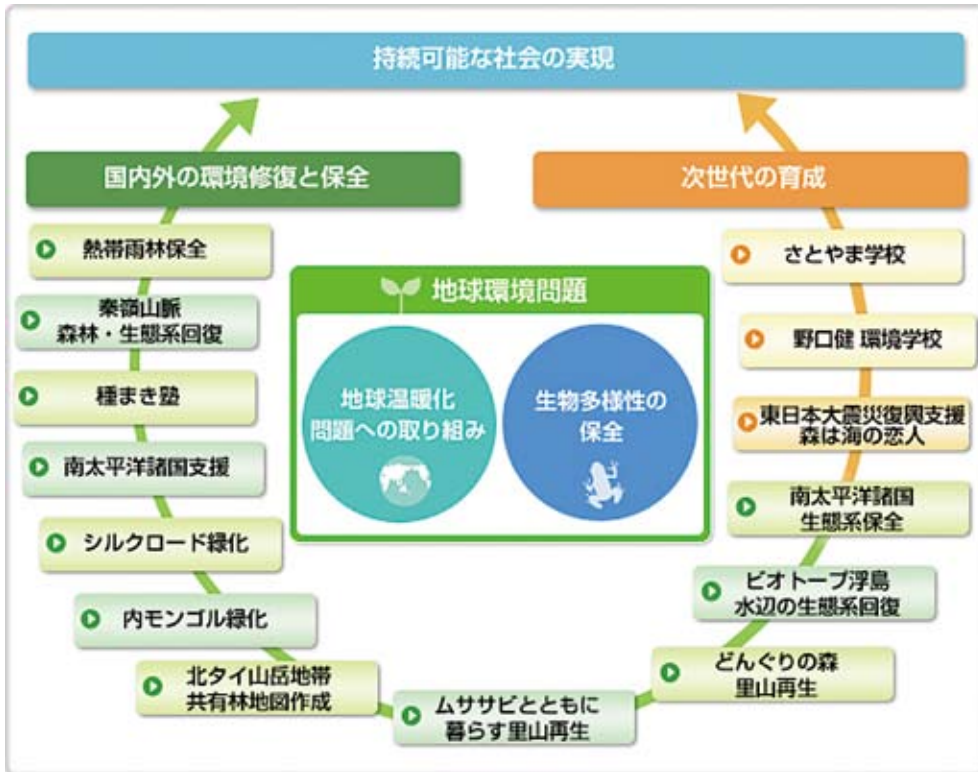 持続可能な社会の実現
国内外の環境修復と保全
次世代の育成
熱帯雨林保全
秦嶺山脈
森林・生態系回復
種まき塾
南太平洋諸国支援
シルクロード緑化
内モンゴル緑化
北タイ山岳地帯
共有林地図作成
ムササビとともに
暮らす里山再生
どんぐりの森
里山再生
ビオトープ浮島
水辺の生態系回復
南太平洋諸国
生態系保全
東日本大震災復興支援
森は海の恋人
野口健 環境学校
さとやま学校
地球環境問題
地球温暖化
問題への取り組み
生物多様性の
保全